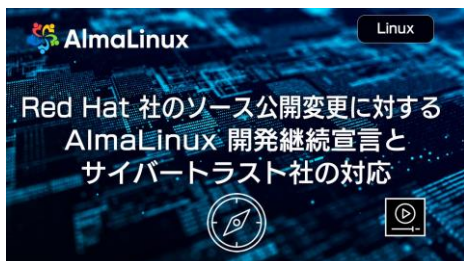 AlmaLinux
Linux
Red Hat 社のソース公開変更に対する
AlmaLinux 開発継続宣言と
サイバートラスト社の対応